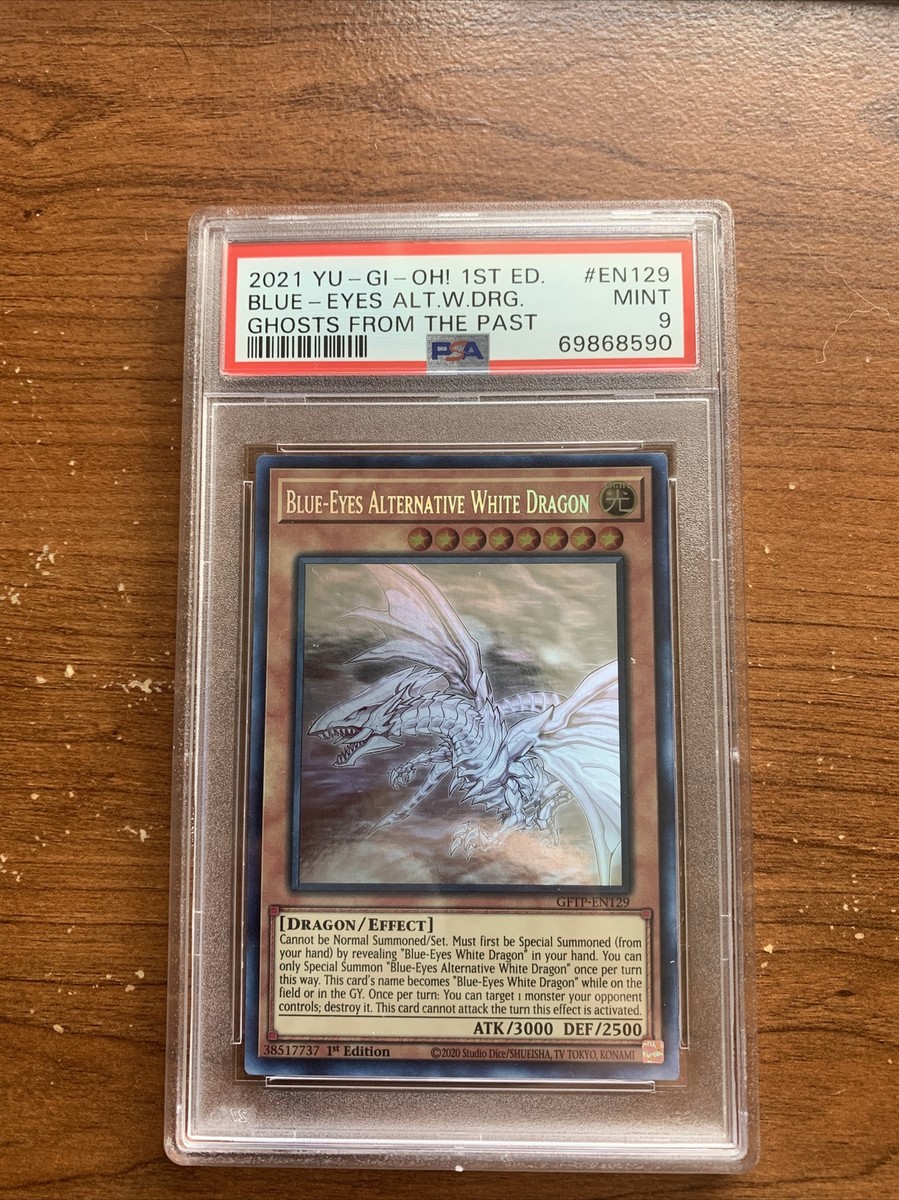 2021 YU-GI-OH! 1ST ED. #EN129
BLUE-EYES ALT.W.DRG. MINT
GHOSTS FROM THE PAST 9
PSA 69868590
BLUE-EYES ALTERNATIVE WHITE DRAGON
LIGHT
光
GFTP-EN129
[DRAGON/EFFECT]
Cannot be Normal Summoned/Set. Must first be Special Summoned (from
your hand) by revealing "Blue-Eyes White Dragon" in your hand. You can
only Special Summon "Blue-Eyes Alternative White Dragon" once per turn
this way. This card's name becomes "Blue-Eyes White Dragon" while on the
field or in the GY. Once per turn: You can target 1 monster your opponent
controls; destroy it. This card cannot attack the turn this effect is activated.
ATK/3000 DEF/2500
38517737 1st Edition ©2020 Studio Dice/SHUEISHA, TV TOKYO, KONAMI